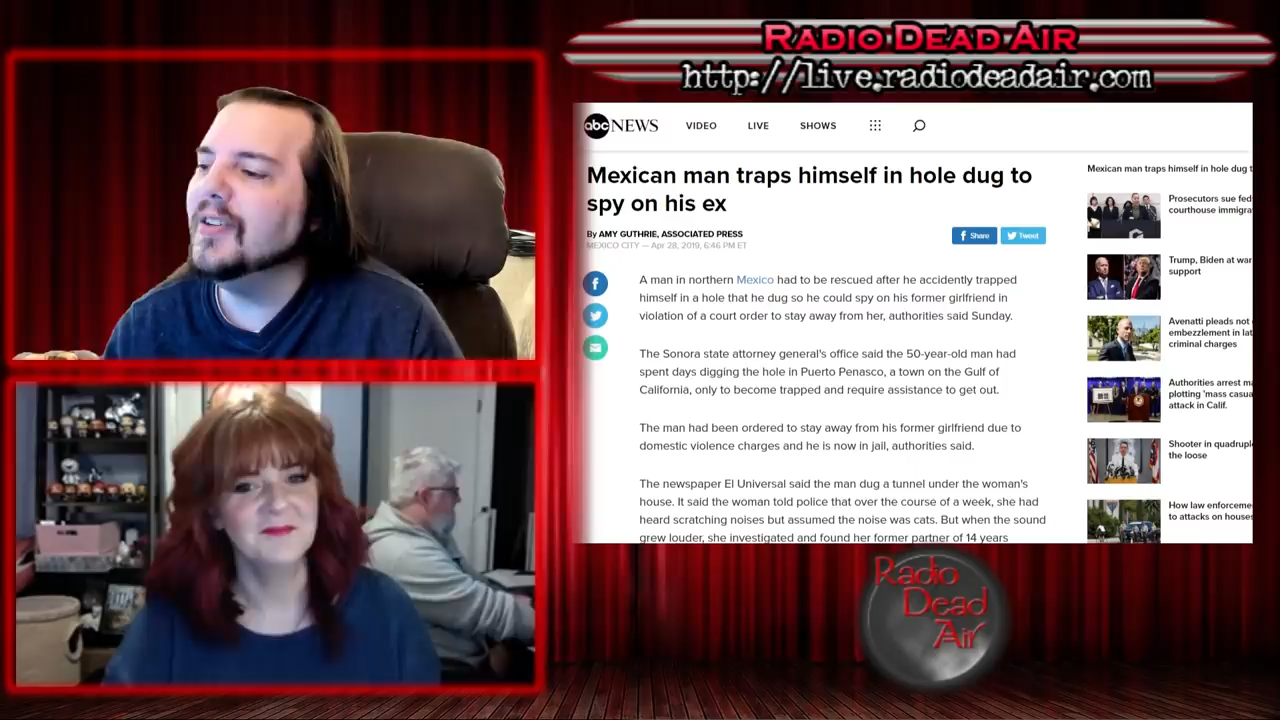 Radio Dead Air
http://live.radiodeadair.com
abc NEWS VIDEO LIVE SHOWS
Mexican man traps himself in hole dug to
spy on his ex
By AMY GUTHRIE, ASSOCIATED PRESS
MEXICO CITY — Apr 28, 2019, 6:46 PM ET
Share Tweet
A man in northern Mexico had to be rescued after he accidently trapped
himself in a hole that he dug so he could spy on his former girlfriend in
violation of a court order to stay away from her, authorities said Sunday.
The Sonora state attorney general's office said the 50-year-old man had
spent days digging the hole in Puerto Penasco, a town on the Gulf of
California, only to become trapped and require assistance to get out.
The man had been ordered to stay away from his former girlfriend due to
domestic violence charges and he is now in jail, authorities said.
The newspaper El Universal said the man dug a tunnel under the woman's
house. It said the woman told police that over the course of a week, she had
heard scratching noises but assumed the noise was cats. But when the sound
grew louder, she investigated and found her former partner of 14 years
Mexican man traps himself in hole dug t
Prosecutors sue fed
courthouse immigra
Trump, Biden at war
support
Avenatti pleads not
embezzlement in lat
criminal charges
Authorities arrest ma
plotting 'mass casua
attack in Calif.
Shooter in quadrupl
the loose
How law enforceme
to attacks on houses
Radio
Dead
Air